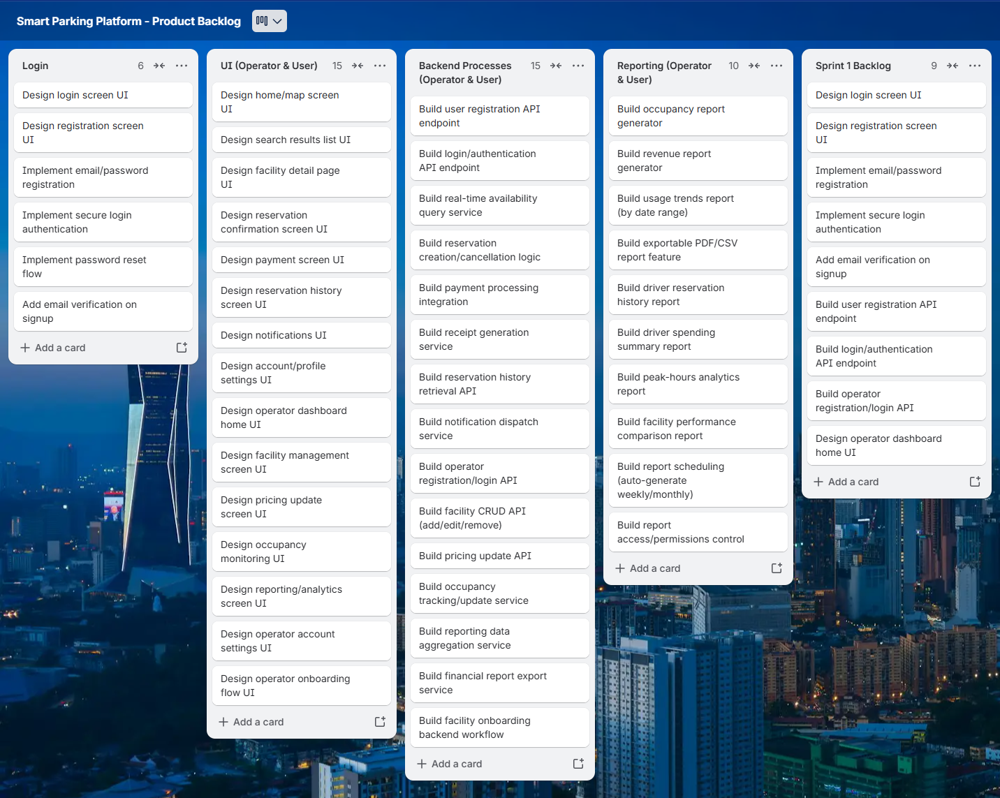 Smart Parking Platform - Product Backlog
Login 6
Design login screen UI
Design registration screen
UI
Implement email/password
registration
Implement secure login
authentication
Implement password reset
flow
Add email verification on
signup
Add a card
UI (Operator & User) 15
Design home/map screen
UI
Design search results list UI
Design facility detail page
UI
Design reservation
confirmation screen UI
Design payment screen UI
Design reservation history
screen UI
Design notifications UI
Design account/profile
settings UI
Design operator dashboard
home UI
Design facility management
screen UI
Design pricing update
screen UI
Design occupancy
monitoring UI
Design reporting/analytics
screen UI
Design operator account
settings UI
Design operator onboarding
flow UI
Add a card
Backend Processes 15
(Operator & User)
Build user registration API
endpoint
Build login/authentication
API endpoint
Build real-time availability
query service
Build reservation
creation/cancellation logic
Build payment processing
integration
Build receipt generation
service
Build reservation history
retrieval API
Build notification dispatch
service
Build operator
registration/login API
Build facility CRUD API
(add/edit/remove)
Build pricing update API
Build occupancy
tracking/update service
Build reporting data
aggregation service
Build financial report export
service
Build facility onboarding
backend workflow
Add a card
Reporting (Operator 10
& User)
Build occupancy report
generator
Build revenue report
generator
Build usage trends report
(by date range)
Build exportable PDF/CSV
report feature
Build driver reservation
history report
Build driver spending
summary report
Build peak-hours analytics
report
Build facility performance
comparison report
Build report scheduling
(auto-generate
weekly/monthly)
Build report
access/permissions control
Add a card
Sprint 1 Backlog 9
Design login screen UI
Design registration screen
UI
Implement email/password
registration
Implement secure login
authentication
Add email verification on
signup
Build user registration API
endpoint
Build login/authentication
API endpoint
Build operator
registration/login API
Design operator dashboard
home UI
Add a card